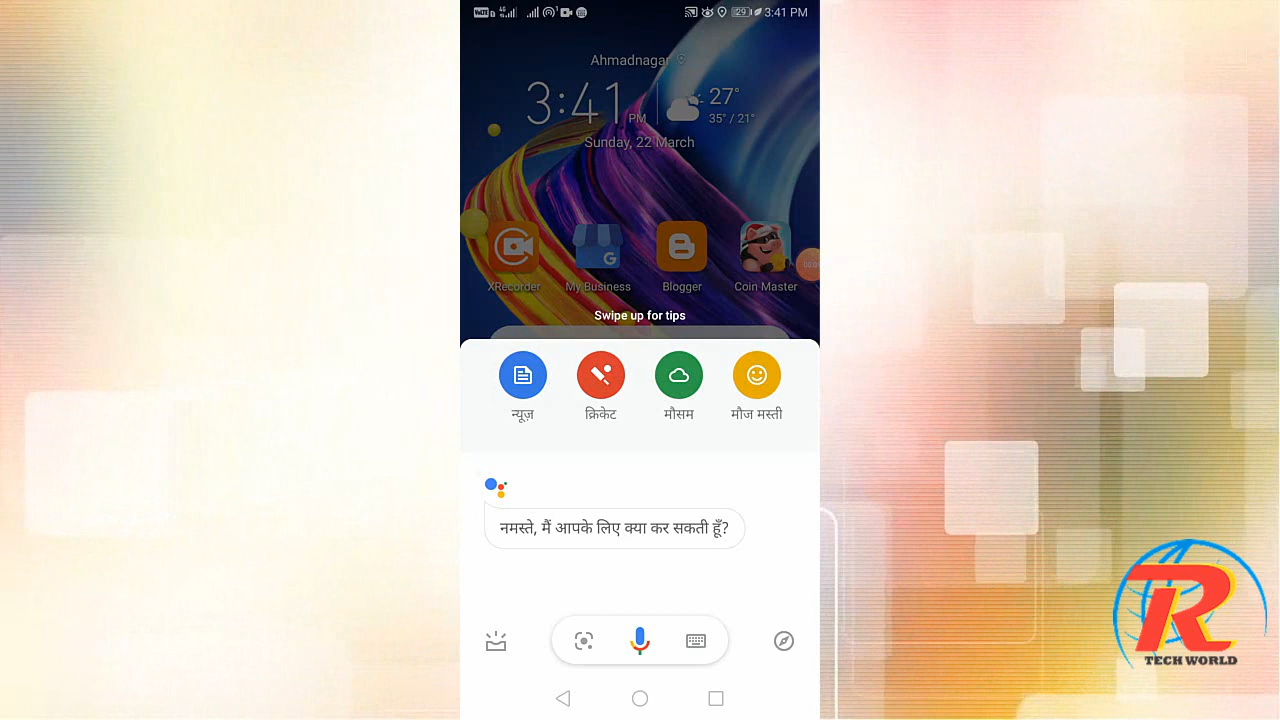 3:41 PM
Ahmadnagar
3:41 PM
27°
35° / 21°
Sunday, 22 March
XRecorder
My Business
Blogger
Coin Master
Swipe up for tips
न्यूज़
क्रिकेट
मौसम
मौज मस्ती
नमस्ते, मैं आपके लिए क्या कर सकती हूँ?
R
TECH WORLD